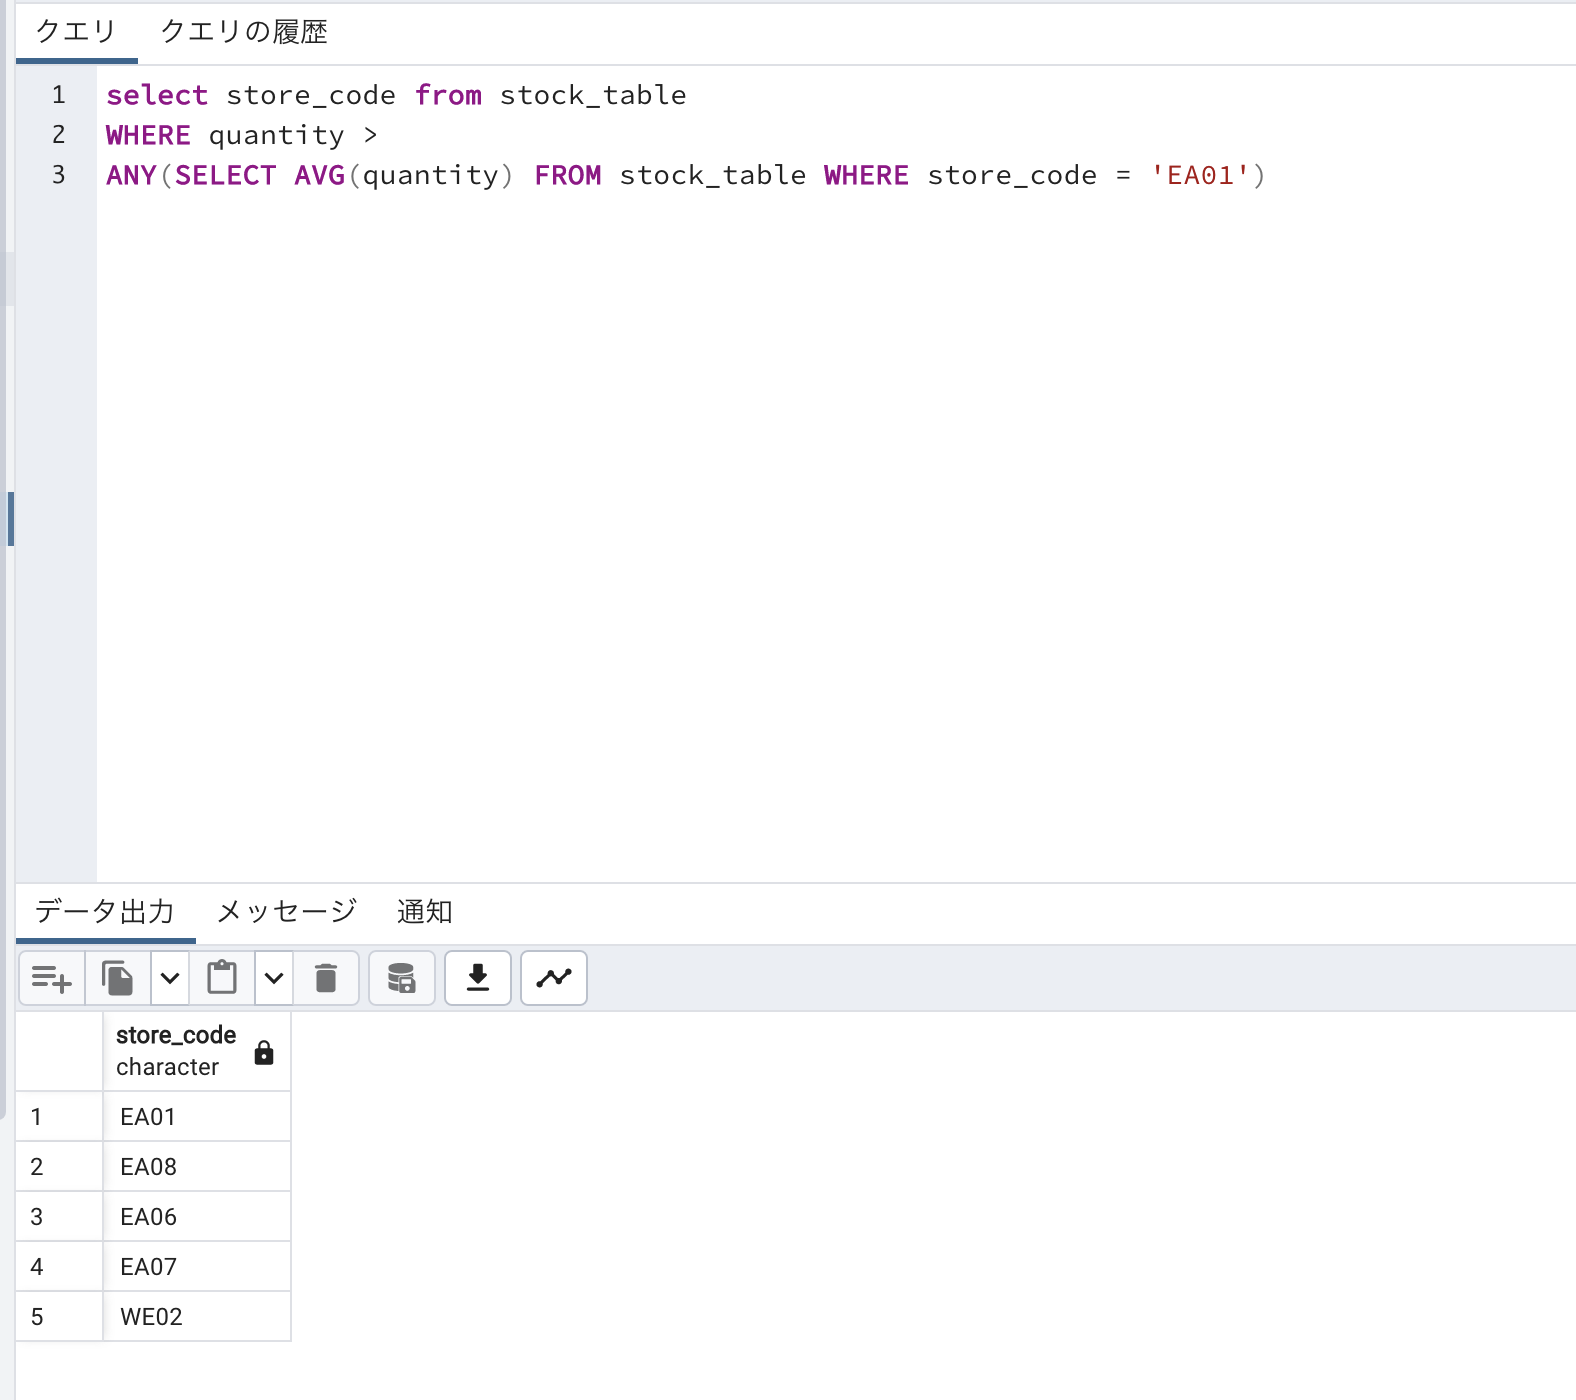 クエリ クエリの履歴
1 select store_code from stock_table
2 WHERE quantity >
3 ANY(SELECT AVG(quantity) FROM stock_table WHERE store_code = 'EA01')
データ出力 メッセージ 通知
store_code
character
1 EA01
2 EA08
3 EA06
4 EA07
5 WE02